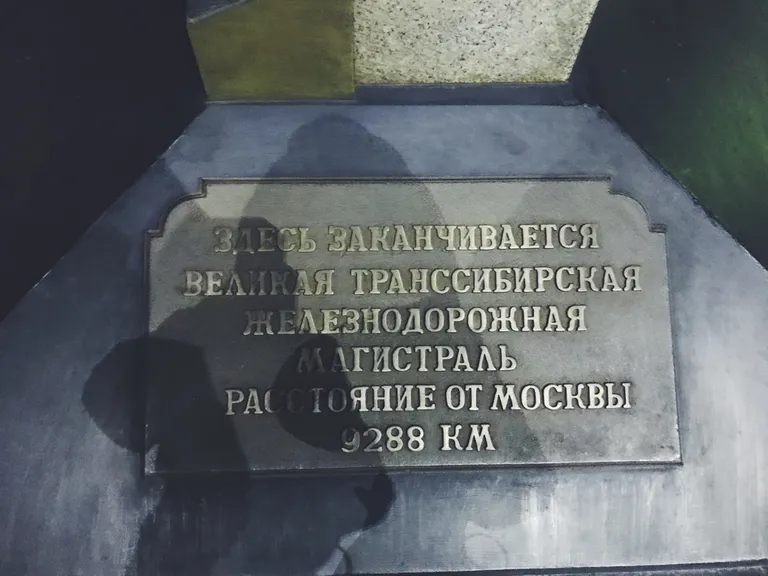 ЗДЕСЬ ЗАКАНЧИВАЕТСЯ
ВЕЛИКАЯ ТРАНССИБИРСКАЯ
ЖЕЛЕЗНОДОРОЖНАЯ
МАГИСТРАЛЬ
РАССТОЯНИЕ ОТ МОСКВЫ
9288 КМ